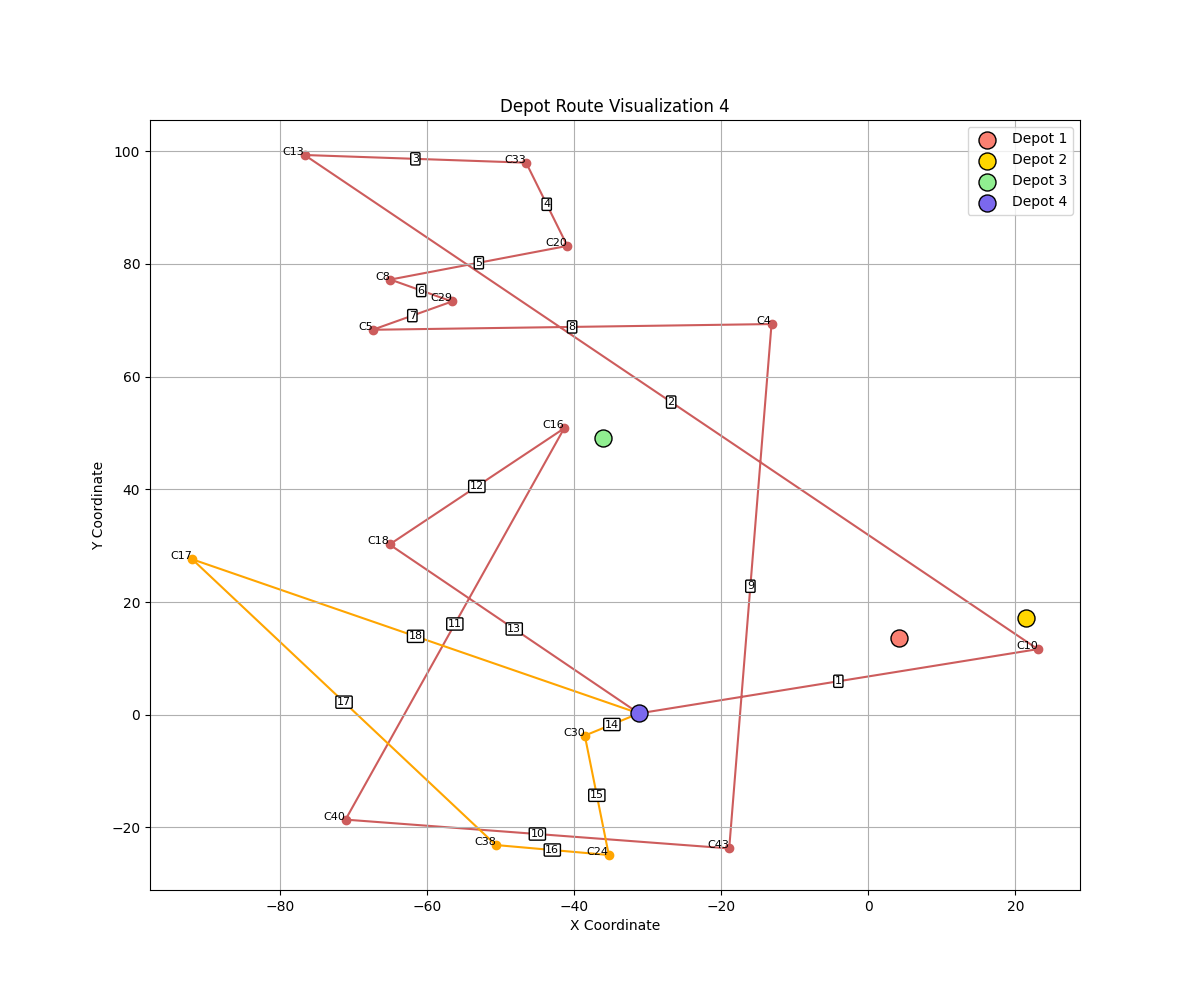 Depot Route Visualization 4
Depot 1
Depot 2
Depot 3
Depot 4
100
80
60
40
20
0
−20
Y Coordinate
C13
3
C33
4
C20
5
C8
6
C29
7
C5
8
C4
2
C16
12
C18
C17
9
11
13
18
C10
1
17
14
C30
15
C40
10
C38
16
C24
C43
−80
−60
−40
−20
0
20
X Coordinate